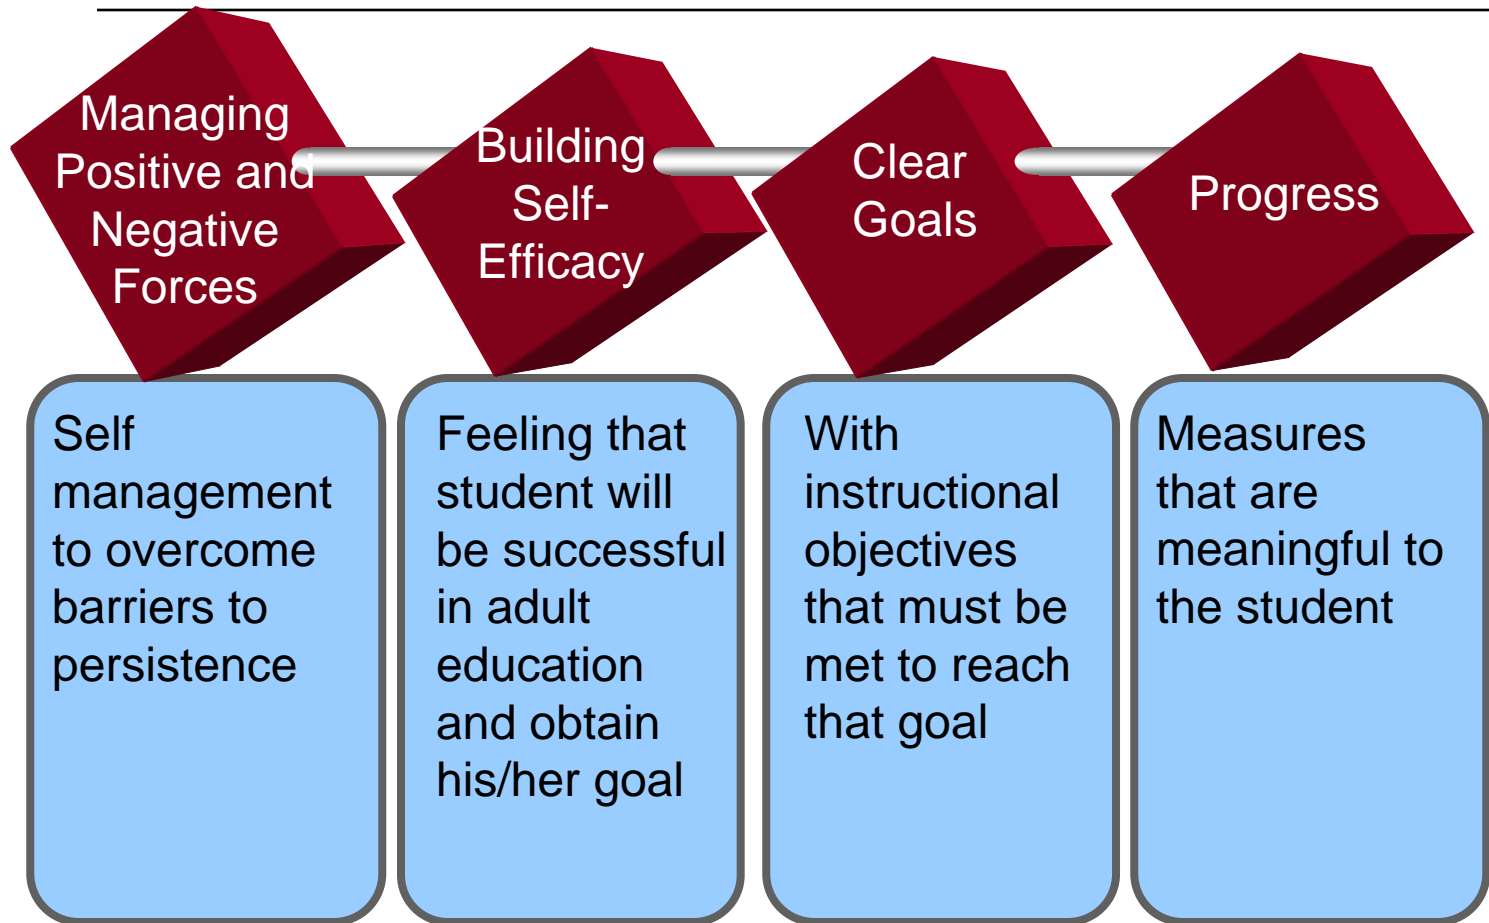 Managing
Positive and
Negative
Forces
Building
Self-
Efficacy
Clear
Goals
Progress
Self
management
to overcome
barriers to
persistence
Feeling that
student will
be successful
in adult
education
and obtain
his/her goal
With
instructional
objectives
that must be
met to reach
that goal
Measures
that are
meaningful to
the student